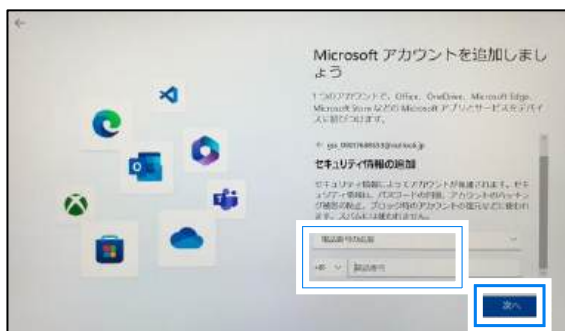 Microsoft アカウントを追加しまし
ょう
1 つのアカウントで、Office、OneDrive、Microsoft Edge、
Microsoft Store などの Microsoft アプリとサービスをデバイ
スに結びつけます。
セキュリティ情報の追加
セキュリティ情報によってアカウントが保護されます。セキ
ュリティ情報は、パスワードの回復、アカウントのハッキン
グ被害の防止、ブロック時のアカウントの復元などに使われ
ます。スパムには使われません。
電話番号の追加
電話番号
次へ